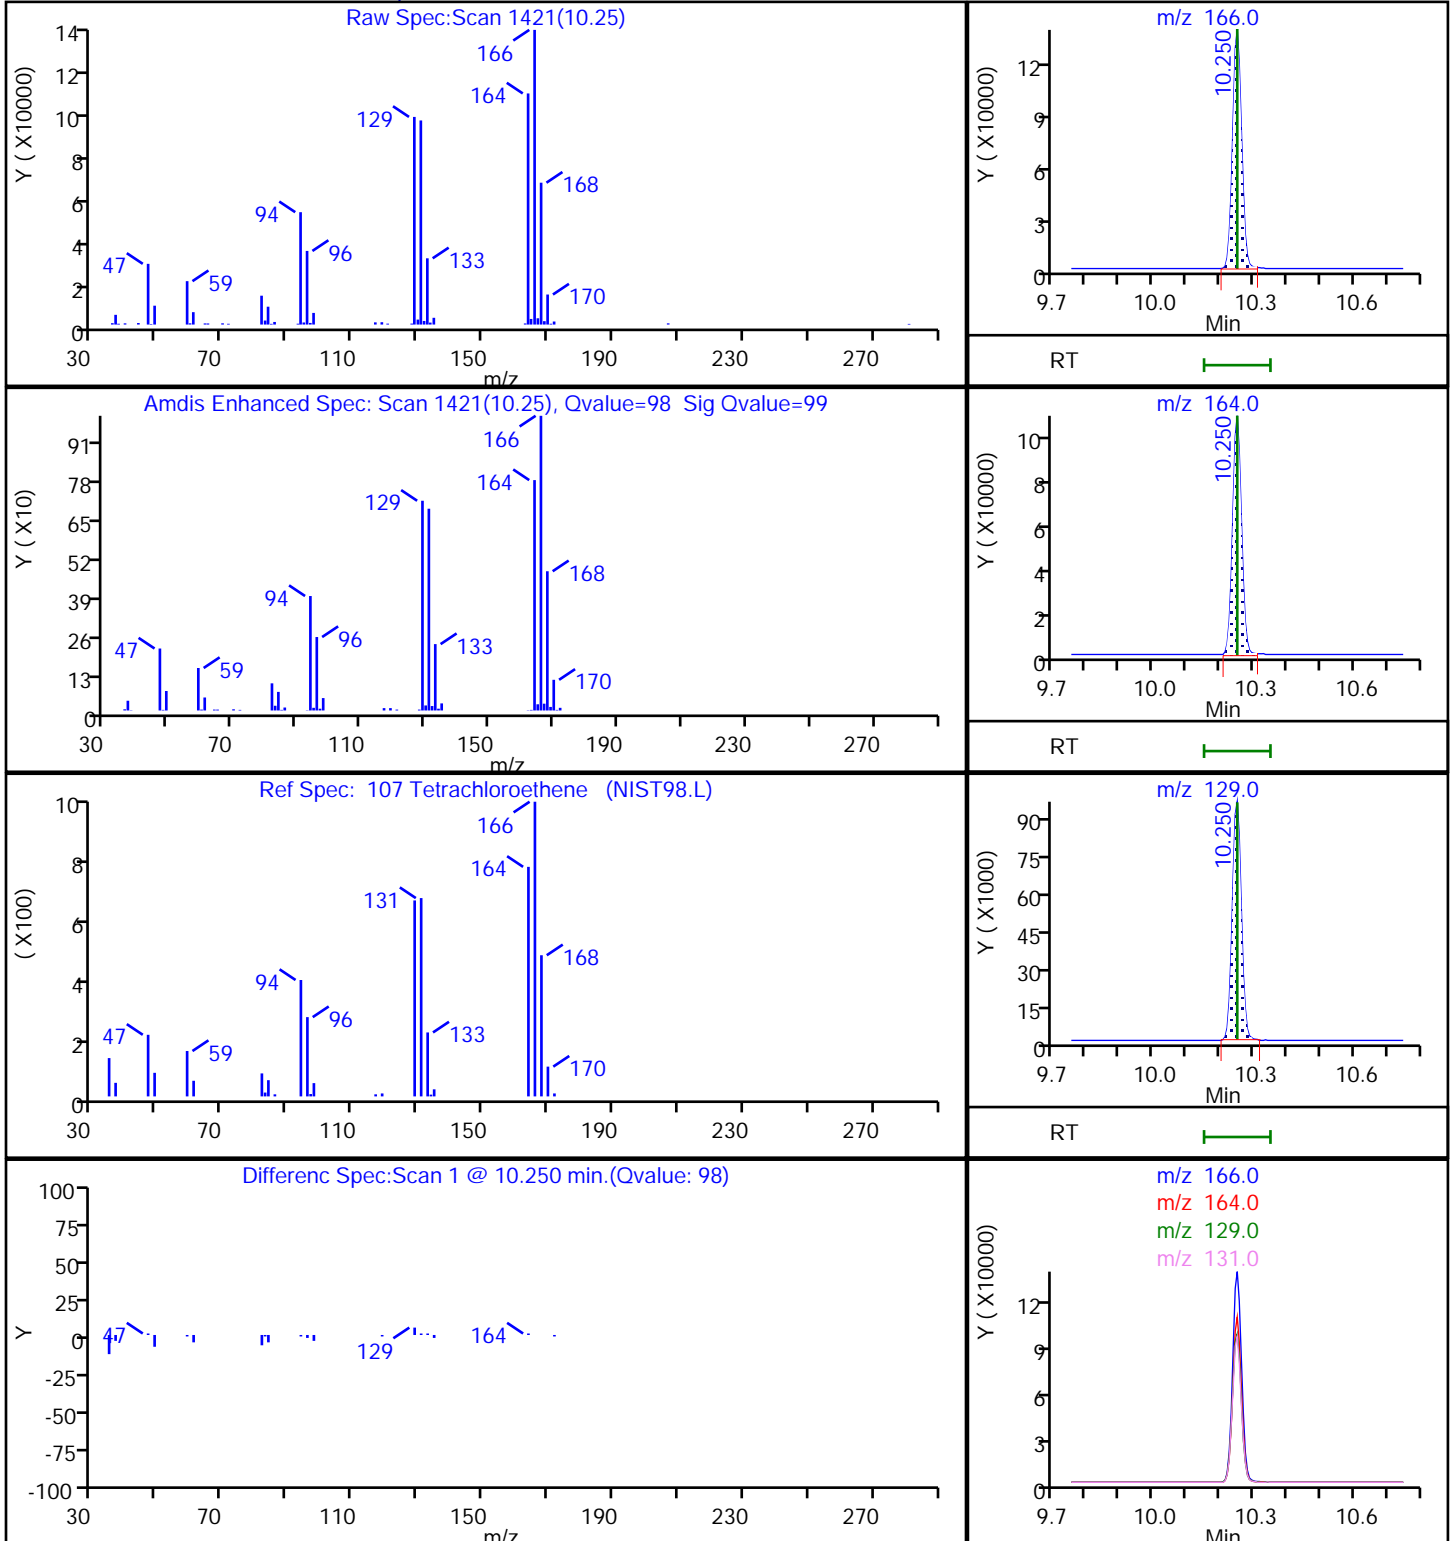 Raw Spec:Scan 1421(10.25)
Y ( X10000)
14
12
10
8
6
4
2
0
166
164
129
168
94
96
47
59
133
170
30 70 110 150 190 230 270
m/z
m/z 166.0
Y ( X10000)
12
9
6
3
0
10.250
9.7 10.0 10.3 10.6
Min
RT
Amdis Enhanced Spec: Scan 1421(10.25), Qvalue=98 Sig Qvalue=99
Y ( X10)
91
78
65
52
39
26
13
0
166
164
129
168
94
96
47
59
133
170
30 70 110 150 190 230 270
m/z
m/z 164.0
Y ( X10000)
10
8
6
4
2
0
10.250
9.7 10.0 10.3 10.6
Min
RT
Ref Spec: 107 Tetrachloroethene (NIST98.L)
( X100)
10
8
6
4
2
0
166
164
131
168
94
96
47
59
133
170
30 70 110 150 190 230 270
m/z 129.0
Y ( X1000)
90
75
60
45
30
15
0
10.250
9.7 10.0 10.3 10.6
Min
RT
Differenc Spec:Scan 1 @ 10.250 min.(Qvalue: 98)
Y
100
75
50
25
0
-25
-50
-75
-100
47
129
164
30 70 110 150 190 230 270
m/z
m/z 166.0
m/z 164.0
m/z 129.0
m/z 131.0
Y ( X10000)
12
9
6
3
0
9.7 10.0 10.3 10.6
Min